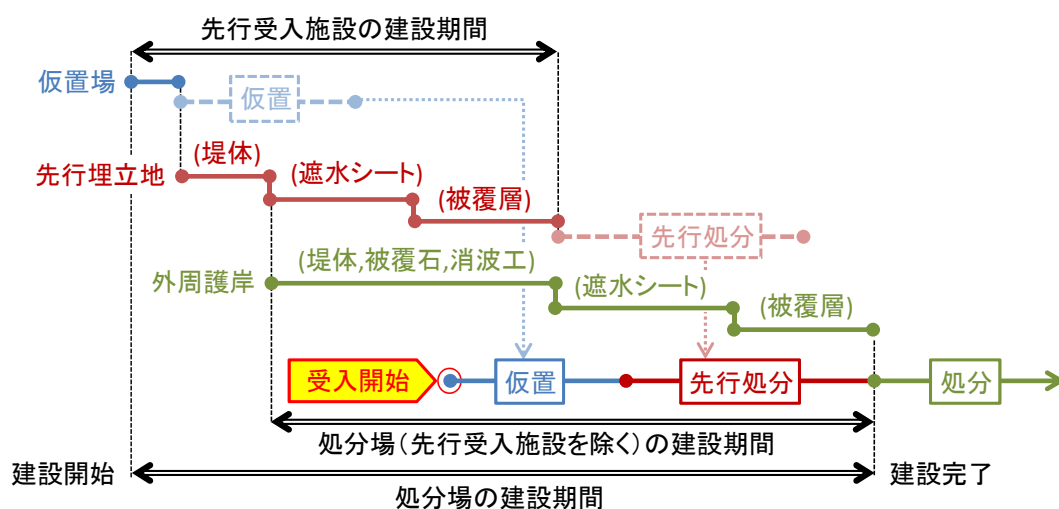 先行受入施設の建設期間
仮置場
仮置
(堤体)
先行埋立地
(遮水シート)
(被覆層)
先行処分
(堤体,被覆石,消波工)
外周護岸
(遮水シート)
(被覆層)
受入開始
仮置
先行処分
処分
処分場(先行受入施設を除く)の建設期間
建設開始
建設完了
処分場の建設期間